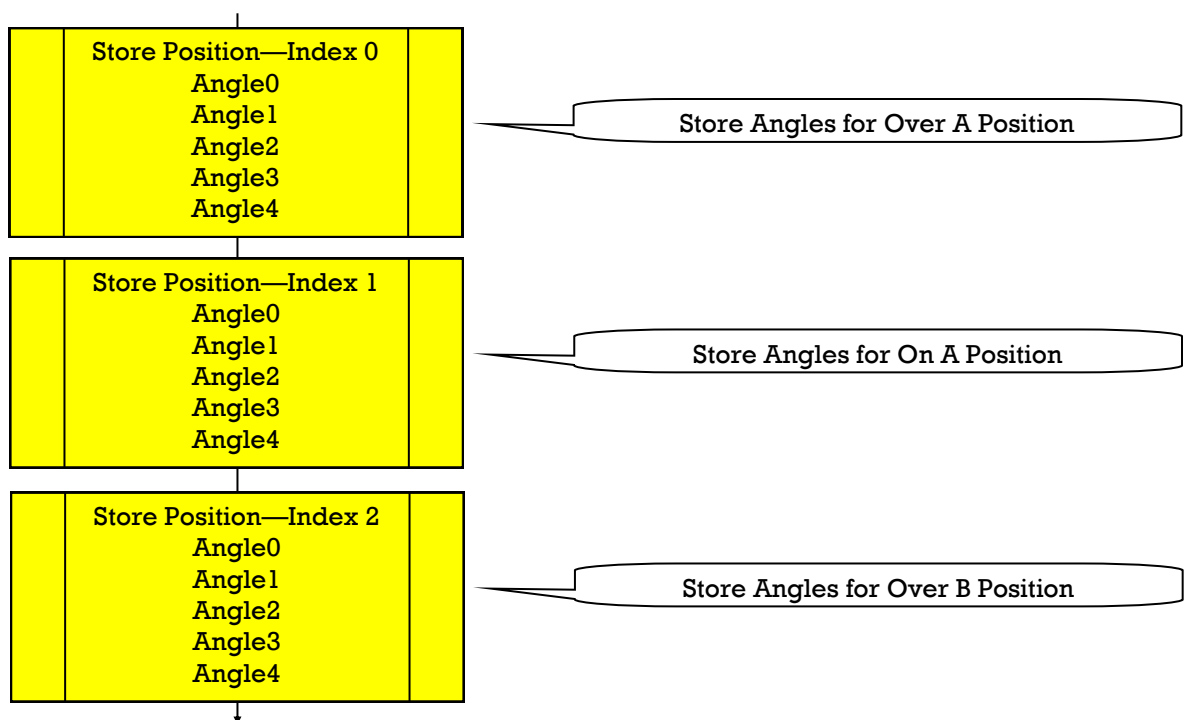 Store Position—Index 0
Angle0
Angle1
Angle2
Angle3
Angle4
Store Angles for Over A Position
Store Position—Index 1
Angle0
Angle1
Angle2
Angle3
Angle4
Store Angles for On A Position
Store Position—Index 2
Angle0
Angle1
Angle2
Angle3
Angle4
Store Angles for Over B Position